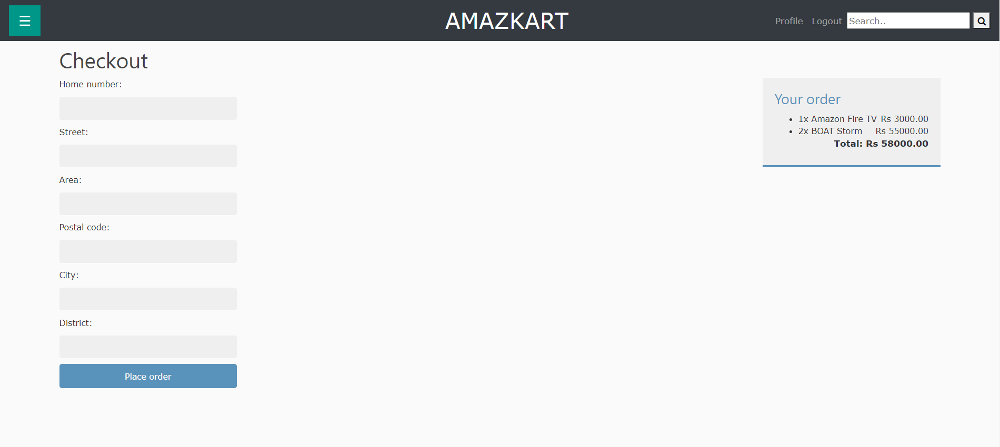 ☰ AMAZKART Profile Logout Search..
Checkout
Home number:
Street:
Area:
Postal code:
City:
District:
Place order
Your order
• 1x Amazon Fire TV Rs 3000.00
• 2x BOAT Storm Rs 55000.00
Total: Rs 58000.00